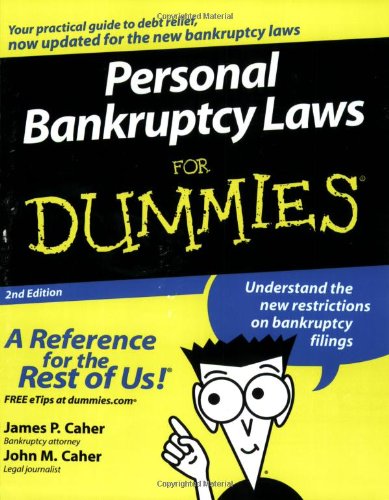 Your practical guide to debt relief,
now updated for the new bankruptcy laws
Personal
Bankruptcy Laws
FOR
DUMMIES®
2nd Edition
Understand the
new restrictions
on bankruptcy
filings
A Reference
for the
Rest of Us!®
FREE eTips at dummies.com®
James P. Caher
Bankruptcy attorney
John M. Caher
Legal journalist